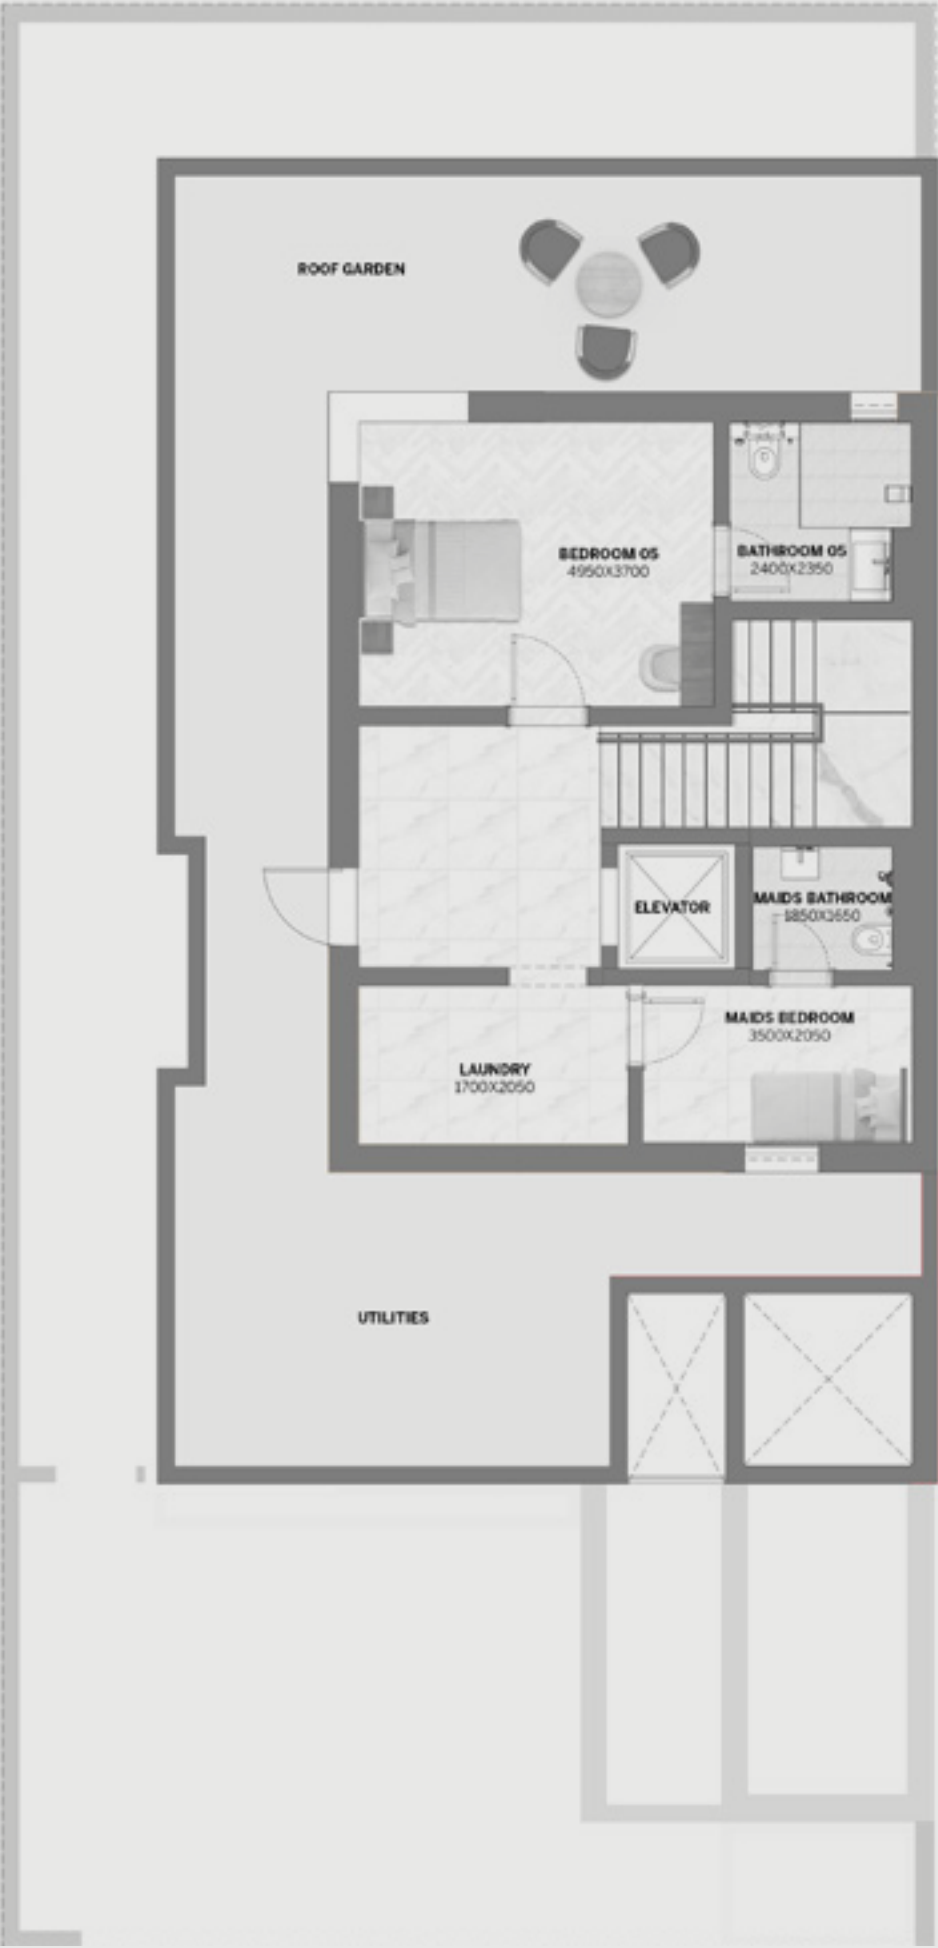 ROOF GARDEN
BEDROOM 05
4950X3700
BATHROOM 05
2400X2350
ELEVATOR
MAIDS BATHROOM
1850X1650
MAIDS BEDROOM
3500X2050
LAUNDRY
1700X2050
UTILITIES